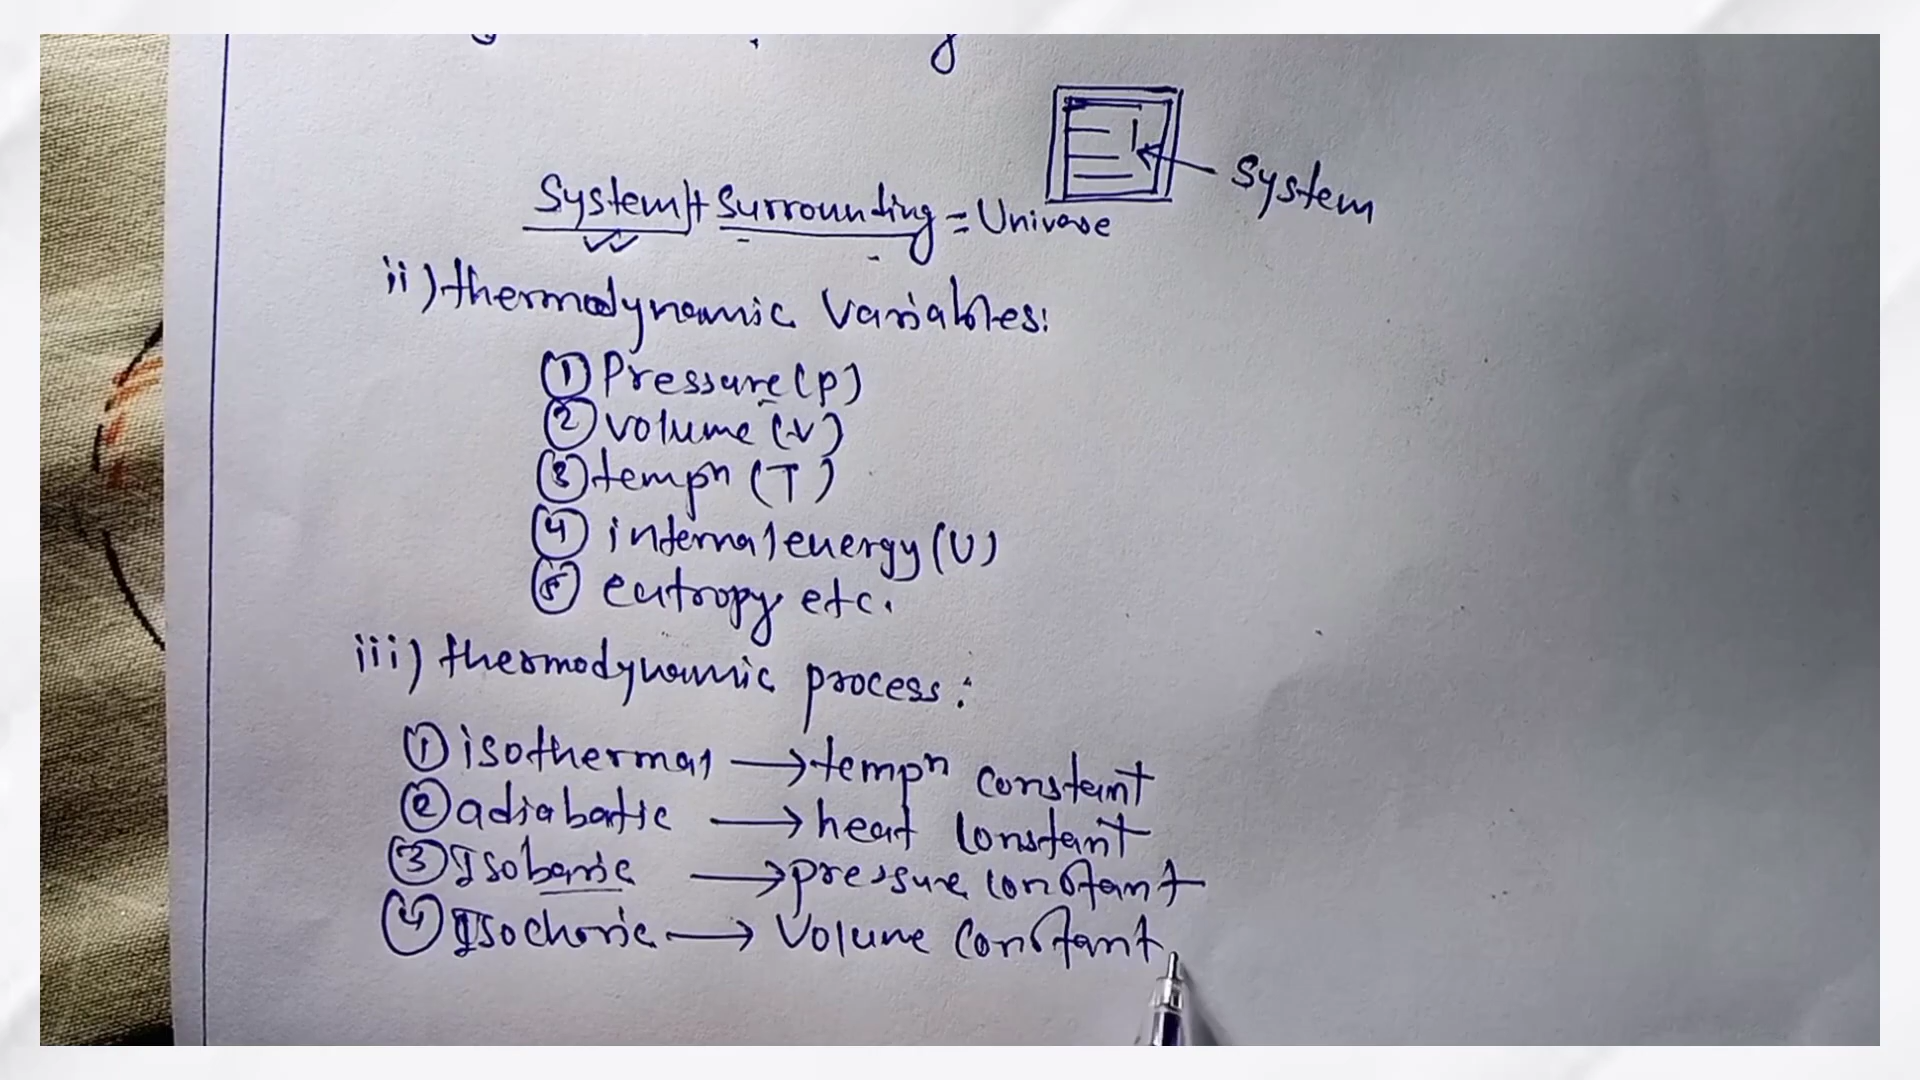 System
System + Surrounding = Universe
ii) thermodynamic variables:
① Pressure (p)
② volume (v)
③ tempn (T)
④ internal energy (U)
⑤ entropy etc.
iii) thermodynamic process:
① isothermal → tempn constant
② adiabatic → heat constant
③ Isobaric → pressure constant
④ Isochoric → Volume constant